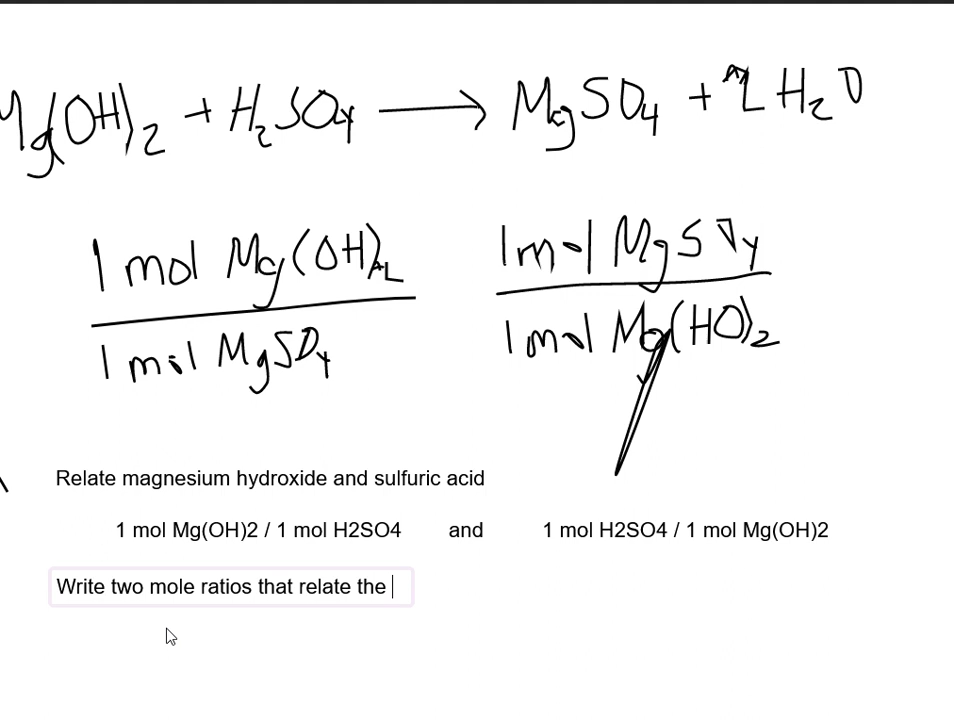 Mg(OH)2 + H2SO4 → MgSO4 + 2 H2O
1 mol Mg(OH)2 1 mol MgSO4
1 mol MgSO4 1 mol Mg(HO)2
Relate magnesium hydroxide and sulfuric acid
1 mol Mg(OH)2 / 1 mol H2SO4 and 1 mol H2SO4 / 1 mol Mg(OH)2
Write two mole ratios that relate the